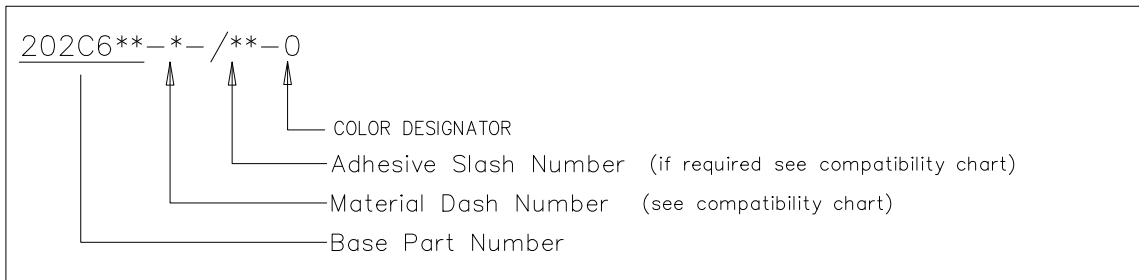 202C6**-*-/**-0
COLOR DESIGNATOR
Adhesive Slash Number (if required see compatibility chart)
Material Dash Number (see compatibility chart)
Base Part Number